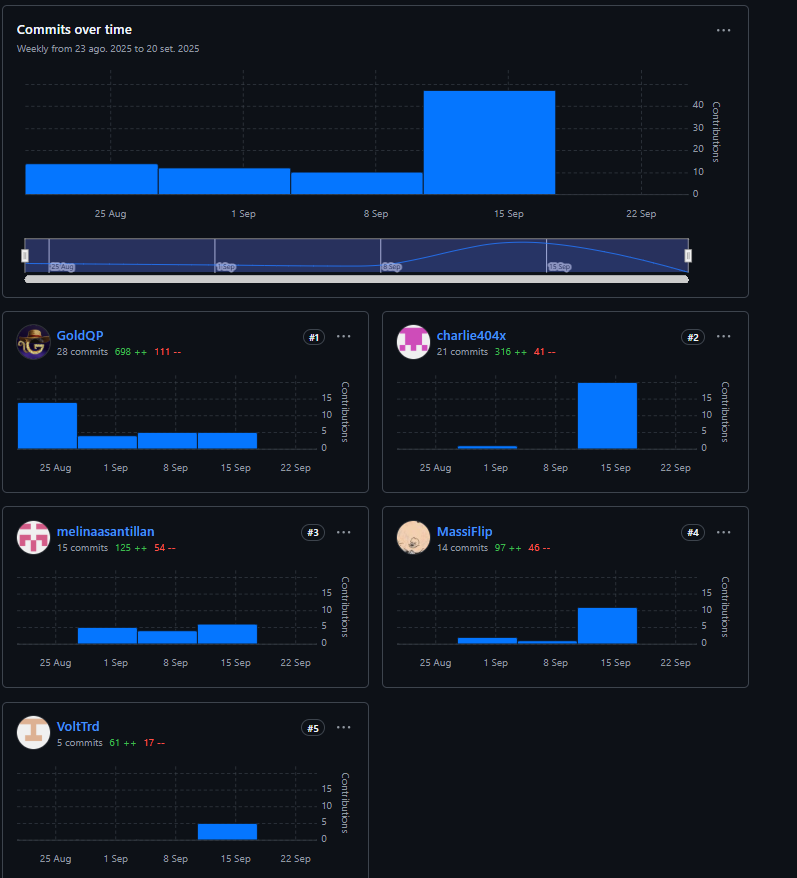 Commits over time
Weekly from 23 ago. 2025 to 20 set. 2025
40
30
20
10
0
Contributions
25 Aug 1 Sep 8 Sep 15 Sep 22 Sep
25 Aug 1 Sep 8 Sep 15 Sep
GoldQP #1
28 commits 698 ++ 111 --
15
10
5
0
Contributions
25 Aug 1 Sep 8 Sep 15 Sep 22 Sep
charlie404x #2
21 commits 316 ++ 41 --
15
10
5
0
Contributions
25 Aug 1 Sep 8 Sep 15 Sep 22 Sep
melinaasantillan #3
15 commits 125 ++ 54 --
15
10
5
0
Contributions
25 Aug 1 Sep 8 Sep 15 Sep 22 Sep
MassiFlip #4
14 commits 97 ++ 46 --
15
10
5
0
Contributions
25 Aug 1 Sep 8 Sep 15 Sep 22 Sep
VoltTrd #5
5 commits 61 ++ 17 --
15
10
5
0
Contributions
25 Aug 1 Sep 8 Sep 15 Sep 22 Sep